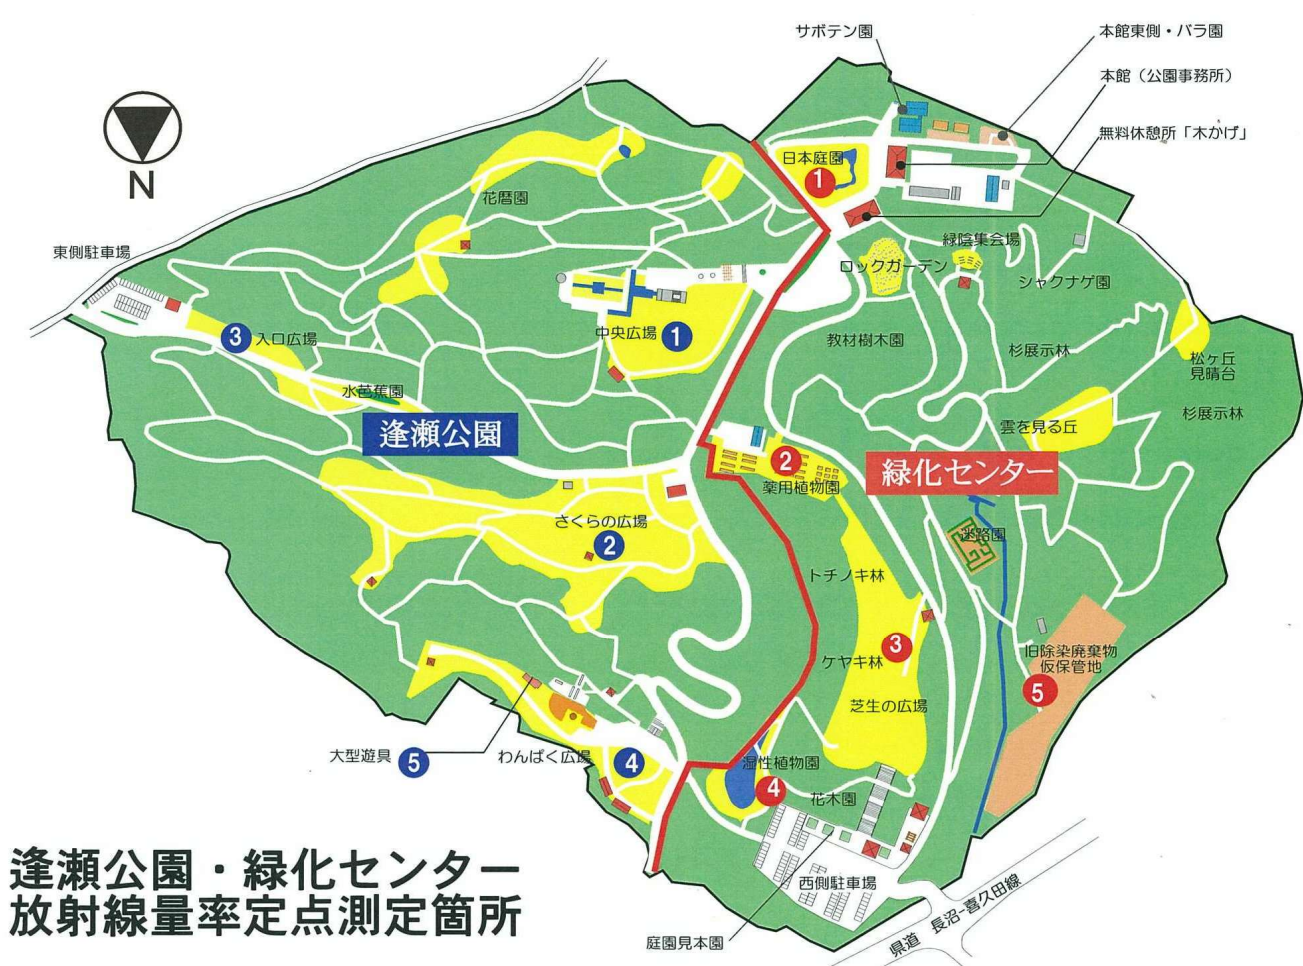 サボテン園
本館東側・バラ園
本館（公園事務所）
無料休憩所「木かげ」
N
日本庭園
1
花暦園
東側駐車場
緑陰集会場
ロックガーデン
シャクナゲ園
3
入口広場
中央広場
1
教材樹木園
杉展示林
松ヶ丘
見晴台
水芭蕉園
杉展示林
逢瀬公園
雲を見る丘
2
緑化センター
薬用植物園
さくらの広場
2
迷路園
トチノキ林
3
ケヤキ林
旧除染廃棄物
仮保管地
5
芝生の広場
大型遊具
5
わんぱく広場
4
湿性植物園
4
花木園
西側駐車場
庭園見本園
県道 長沼-喜久田線
逢瀬公園・緑化センター
放射線量率定点測定箇所